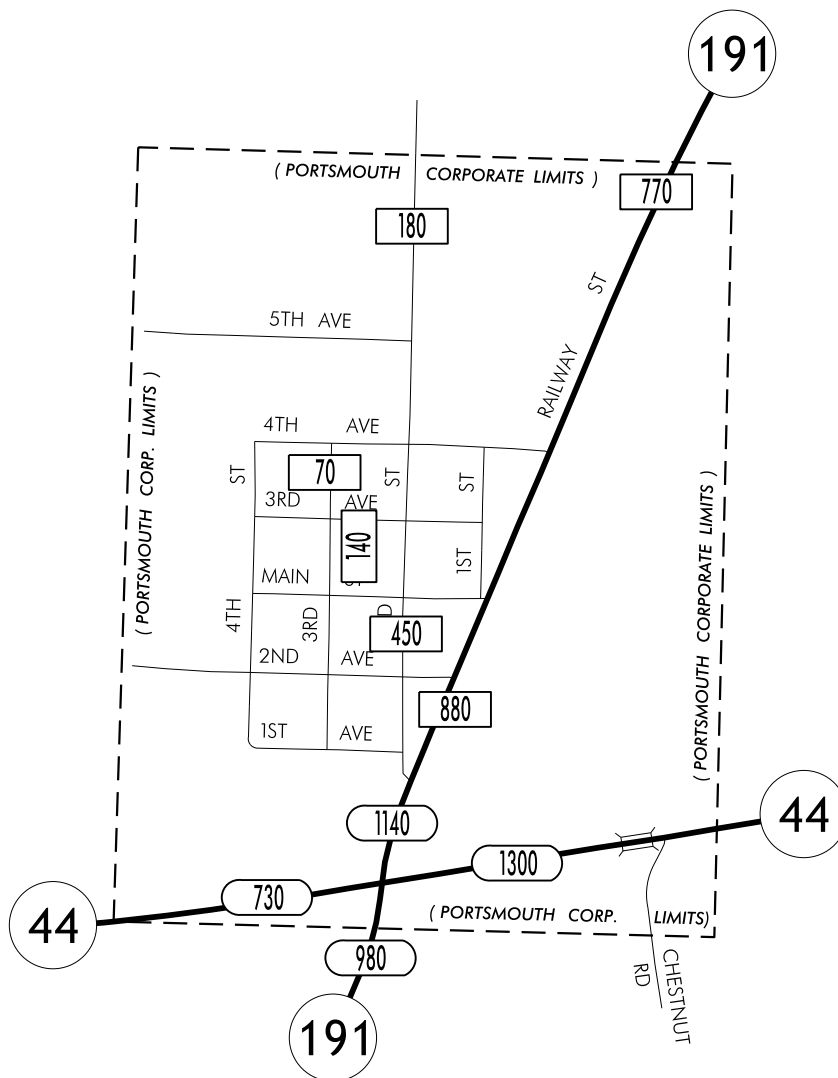 191
( PORTSMOUTH CORPORATE LIMITS )
770
180
ST
5TH AVE
RAILWAY
( PORTSMOUTH CORP. LIMITS )
4TH AVE
ST
70
ST
ST
3RD AVE
140
1ST
MAIN
( PORTSMOUTH CORPORATE LIMITS )
4TH
3RD
450
2ND AVE
880
1ST AVE
1140
44
1300
730
( PORTSMOUTH CORP. LIMITS)
44
980
CHESTNUT
RD
191